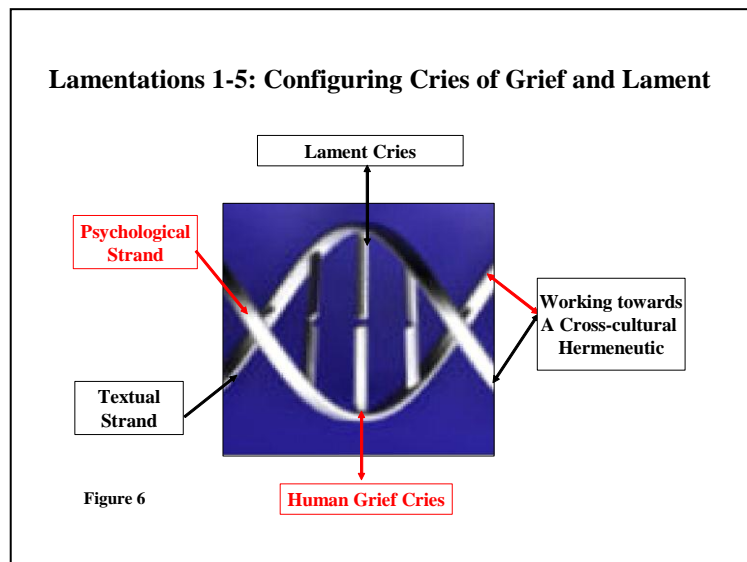 Lamentations 1-5: Configuring Cries of Grief and Lament
Lament Cries
Psychological
Strand
Working towards
A Cross-cultural
Hermeneutic
Textual
Strand
Human Grief Cries
Figure 6